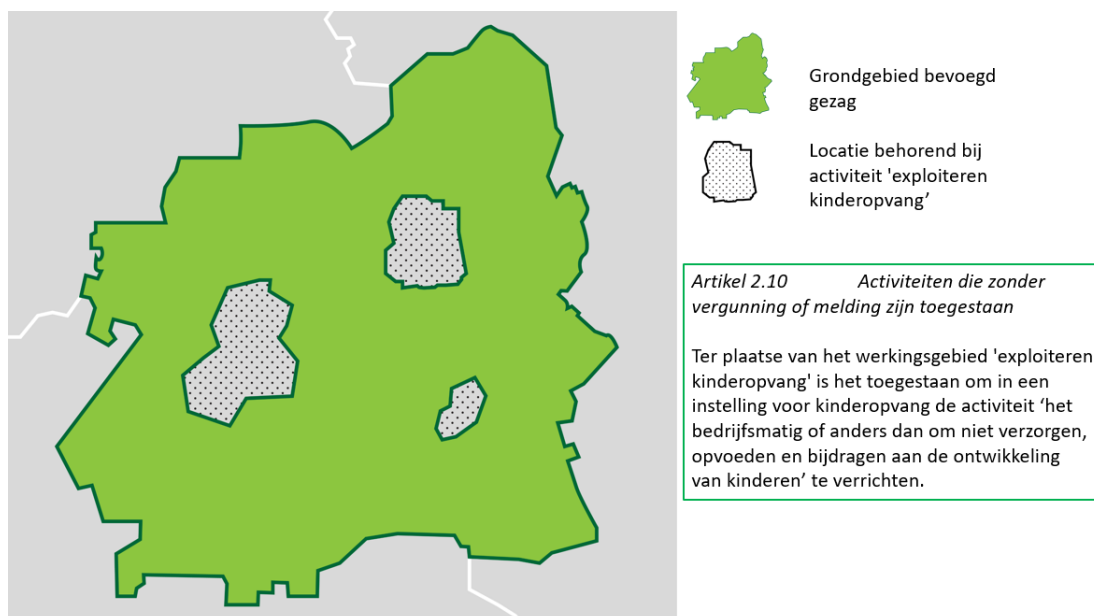 Grondgebied bevoegd
gezag
Locatie behorend bij
activiteit 'exploiteren
kinderopvang’
Artikel 2.10 Activiteiten die zonder
vergunning of melding zijn toegestaan
Ter plaatse van het werkingsgebied 'exploiteren
kinderopvang' is het toegestaan om in een
instelling voor kinderopvang de activiteit ‘het
bedrijfsmatig of anders dan om niet verzorgen,
opvoeden en bijdragen aan de ontwikkeling
van kinderen’ te verrichten.